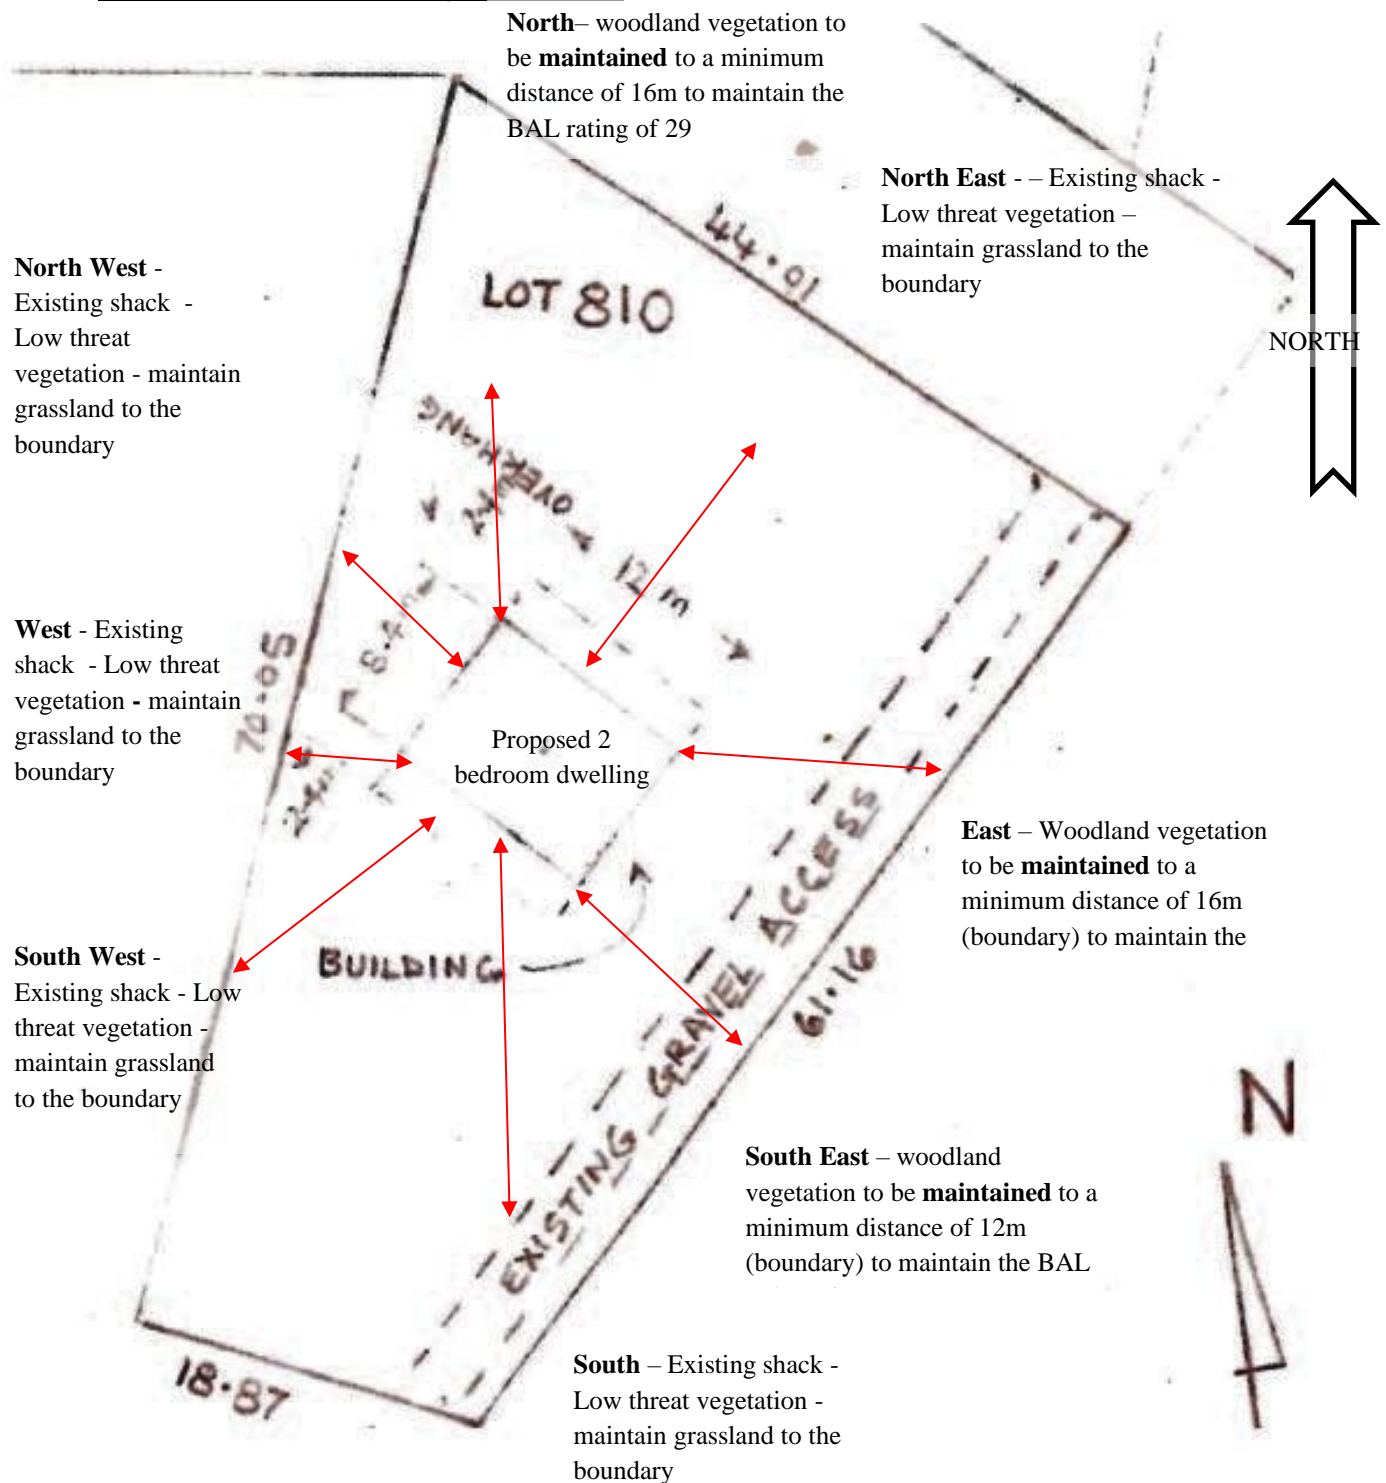 North– woodland vegetation to
be maintained to a minimum
distance of 16m to maintain the
BAL rating of 29
North East - – Existing shack -
Low threat vegetation –
maintain grassland to the
boundary
NORTH
44.01
LOT 810
North West -
Existing shack -
Low threat
vegetation - maintain
grassland to the
boundary
OVERHANG
12 m
8.4
West - Existing
shack - Low threat
vegetation - maintain
grassland to the
boundary
70.05
2.4m
Proposed 2
bedroom dwelling
East – Woodland vegetation
to be maintained to a
minimum distance of 16m
(boundary) to maintain the
BUILDING
South West -
Existing shack - Low
threat vegetation -
maintain grassland
to the boundary
EXISTING GRAVEL ACCESS
61.16
N
South East – woodland
vegetation to be maintained to a
minimum distance of 12m
(boundary) to maintain the BAL
18.87
South – Existing shack -
Low threat vegetation -
maintain grassland to the
boundary